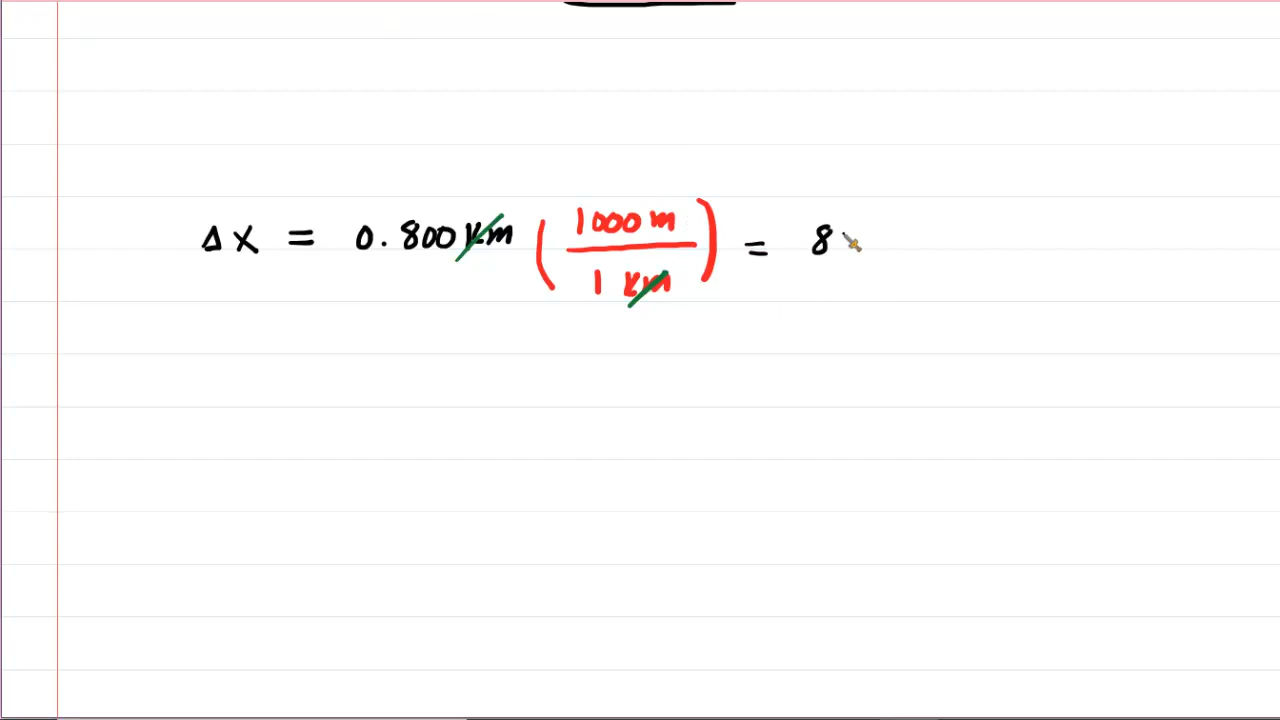 Δx = 0.800 km (1000 m / 1 km) = 8